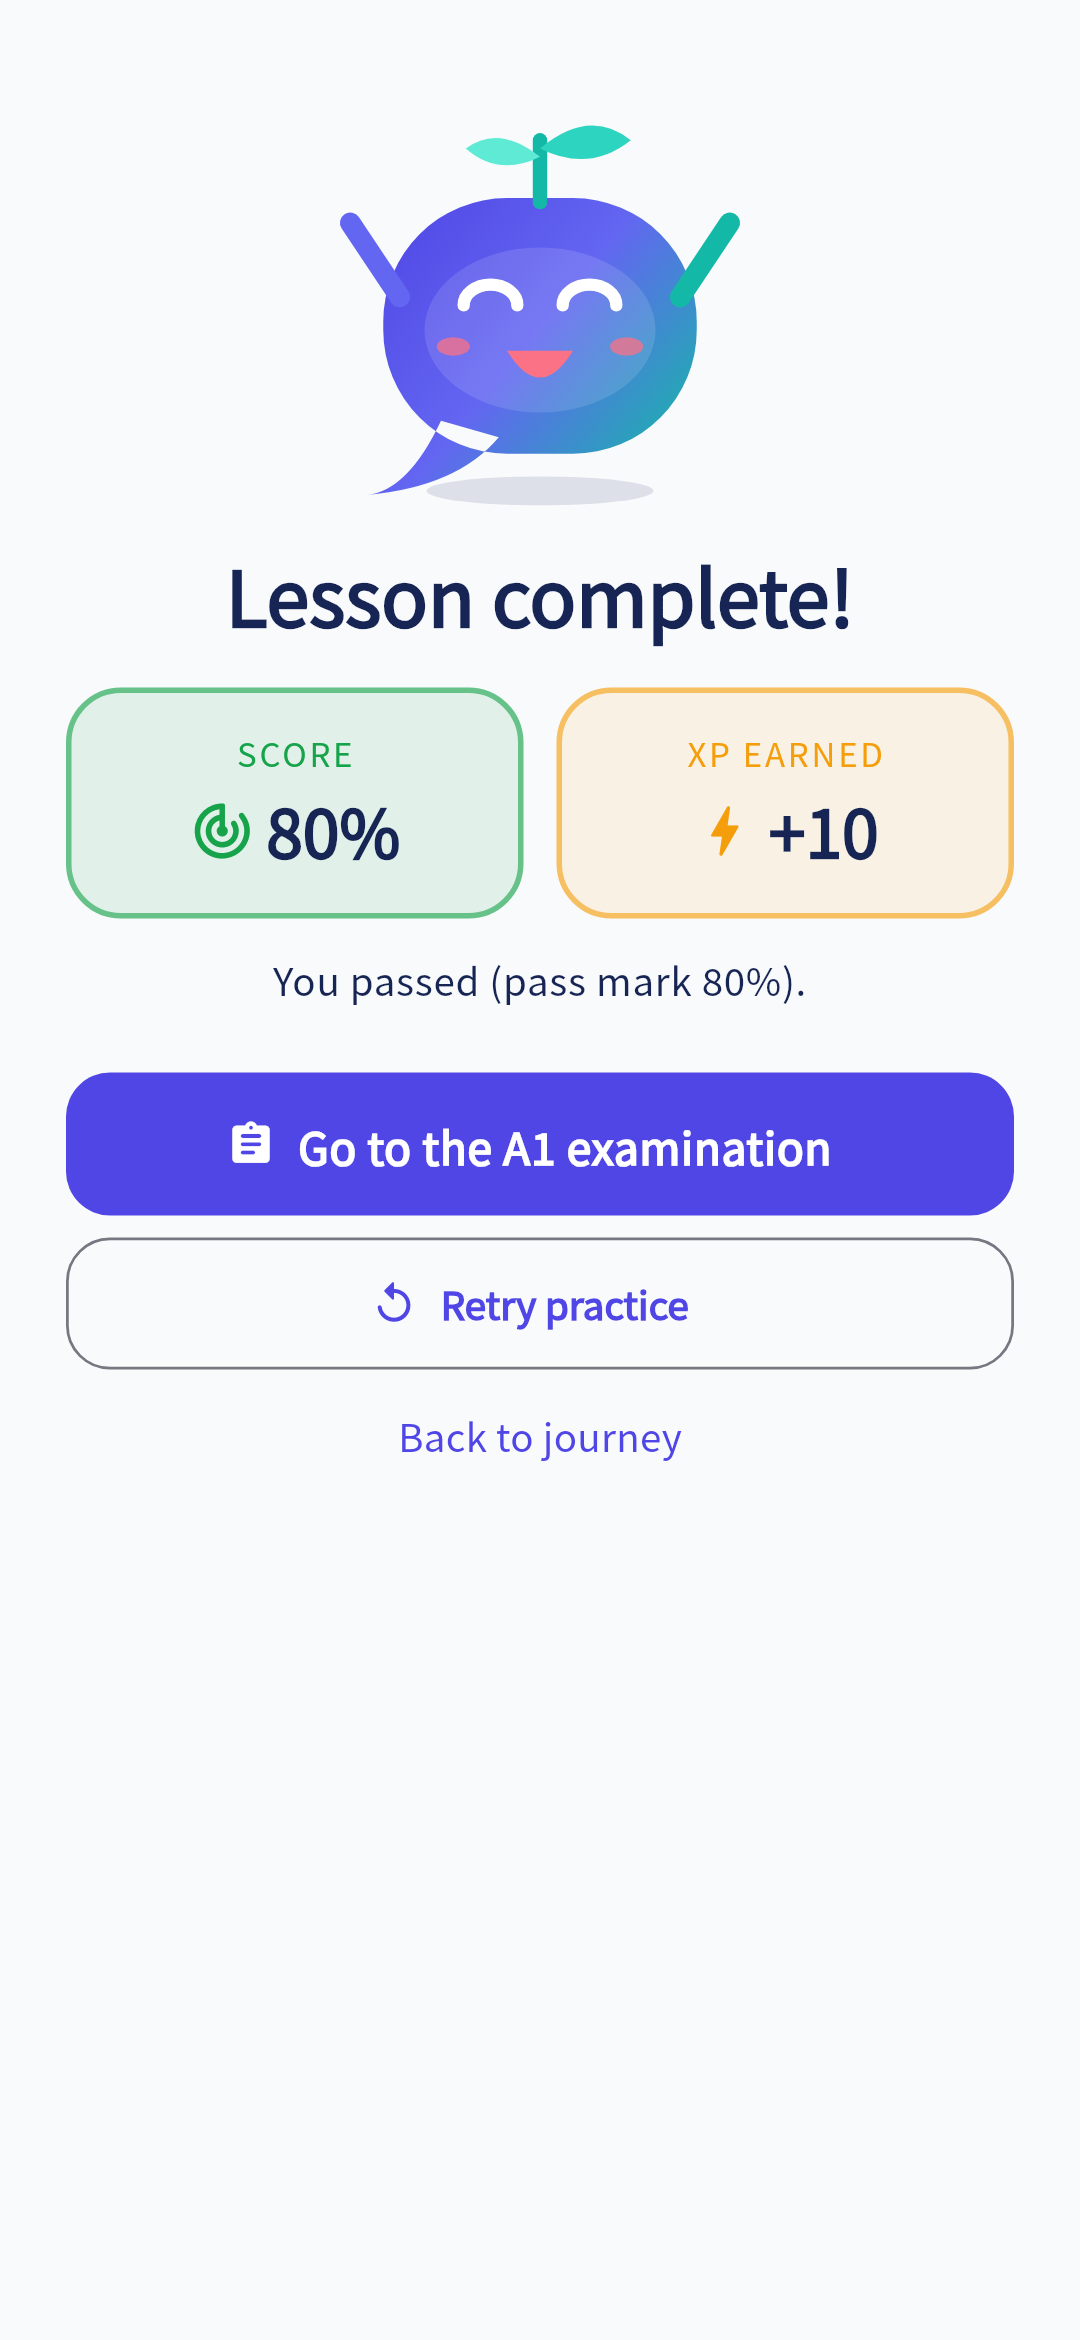 Lesson complete!
SCORE
80%
XP EARNED
+10
You passed (pass mark 80%).
Go to the A1 examination
Retry practice
Back to journey